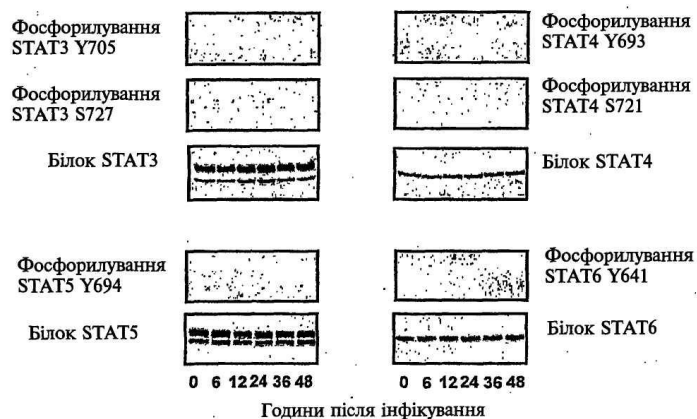 Фосфорилування
STAT3 Y705
Фосфорилування
STAT4 Y693
Фосфорилування
STAT3 S727
Фосфорилування
STAT4 S721
Білок STAT3
Білок STAT4
Фосфорилування
STAT5 Y694
Фосфорилування
STAT6 Y641
Білок STAT5
Білок STAT6
0 6 12 24 36 48
0 6 12 24 36 48
Години після інфікування